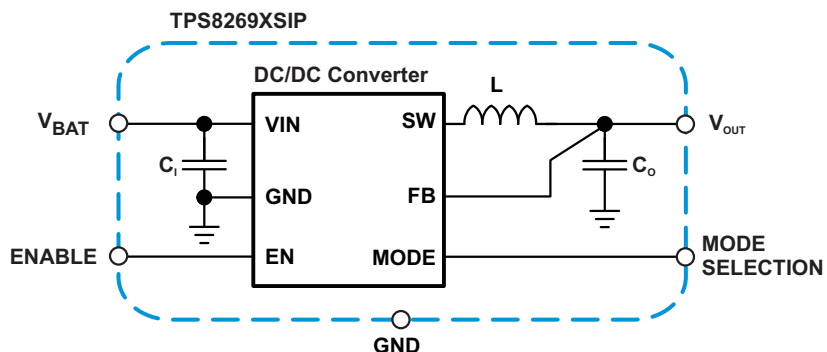 TPS8269XSIP
DC/DC Converter
L
VBAT
VIN
SW
VOUT
CI
CO
GND
FB
ENABLE
EN
MODE
MODE
SELECTION
GND